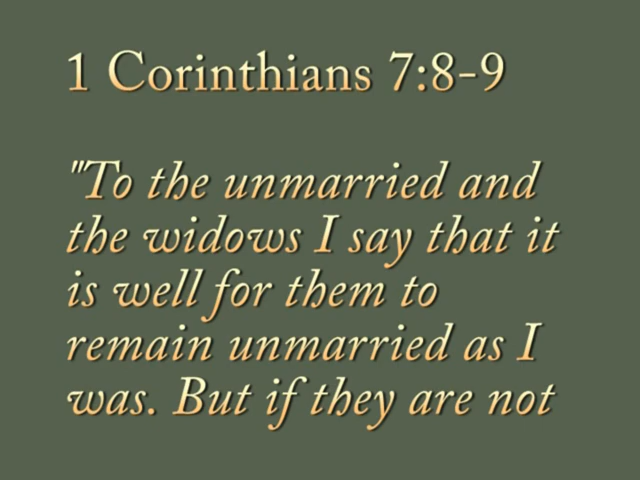 1 Corinthians 7:8-9
"To the unmarried and
the widows I say that it
is well for them to
remain unmarried as I
was. But if they are not